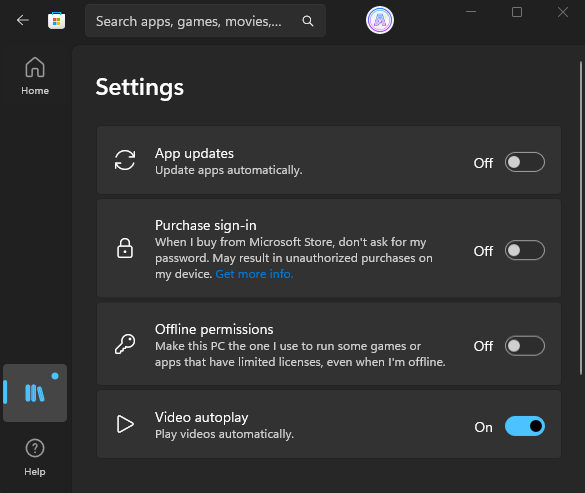 Search apps, games, movies,...
Home
Settings
App updates
Update apps automatically.
Off
Purchase sign-in
When I buy from Microsoft Store, don't ask for my
password. May result in unauthorized purchases on
my device. Get more info.
Off
Offline permissions
Make this PC the one I use to run some games or
apps that have limited licenses, even when I'm offline.
Off
Video autoplay
Play videos automatically.
On
Help